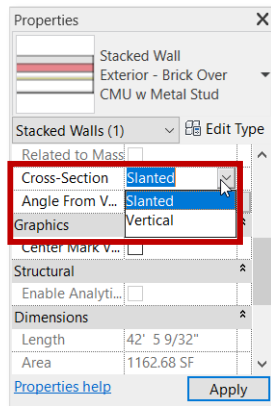 Properties
Stacked Wall
Exterior - Brick Over
CMU w Metal Stud
Stacked Walls (1)
Edit Type
Related to Mass
Cross-Section Slanted
Angle From V... Slanted
Graphics Vertical
Center Mark V...
Structural
Enable Analyti...
Dimensions
Length 42' 5 9/32"
Area 1162.68 SF
Properties help
Apply